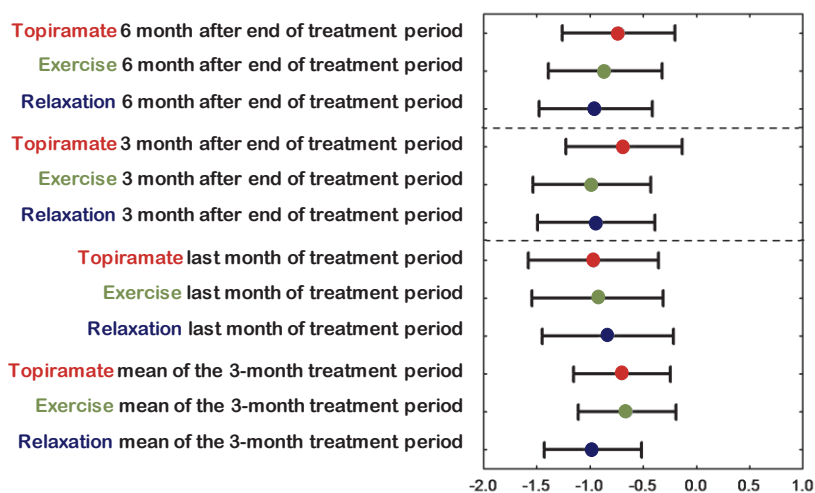 Topiramate 6 month after end of treatment period
Exercise 6 month after end of treatment period
Relaxation 6 month after end of treatment period
Topiramate 3 month after end of treatment period
Exercise 3 month after end of treatment period
Relaxation 3 month after end of treatment period
Topiramate last month of treatment period
Exercise last month of treatment period
Relaxation last month of treatment period
Topiramate mean of the 3-month treatment period
Exercise mean of the 3-month treatment period
Relaxation mean of the 3-month treatment period
-2.0 -1.5 -1.0 -0.5 0.0 0.5 1.0